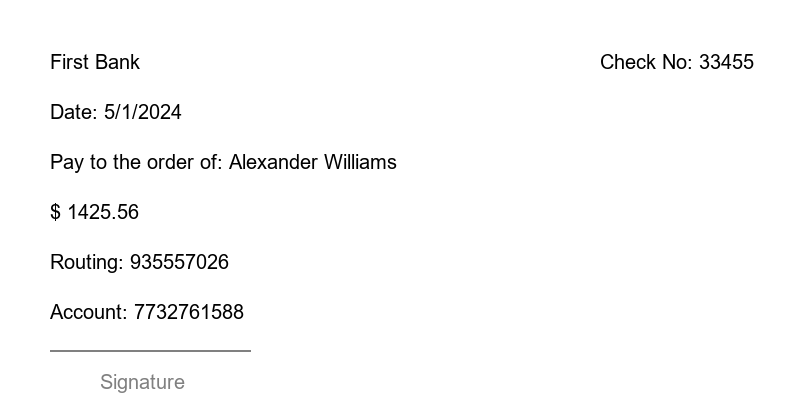 First Bank Check No: 33455
Date: 5/1/2024
Pay to the order of: Alexander Williams
$ 1425.56
Routing: 935557026
Account: 7732761588
Signature